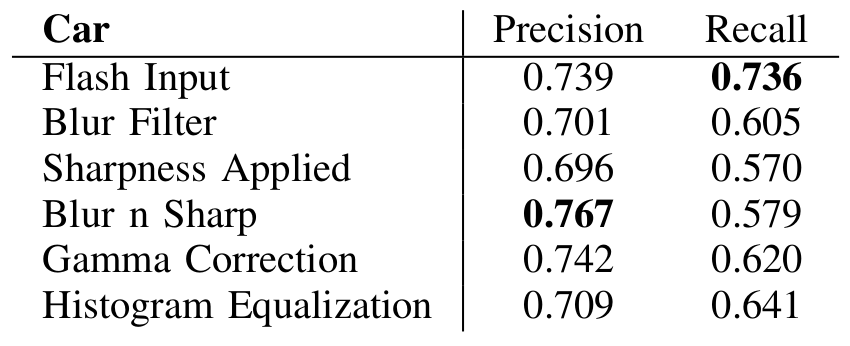 Car Precision Recall
Flash Input 0.739 0.736
Blur Filter 0.701 0.605
Sharpness Applied 0.696 0.570
Blur n Sharp 0.767 0.579
Gamma Correction 0.742 0.620
Histogram Equalization 0.709 0.641